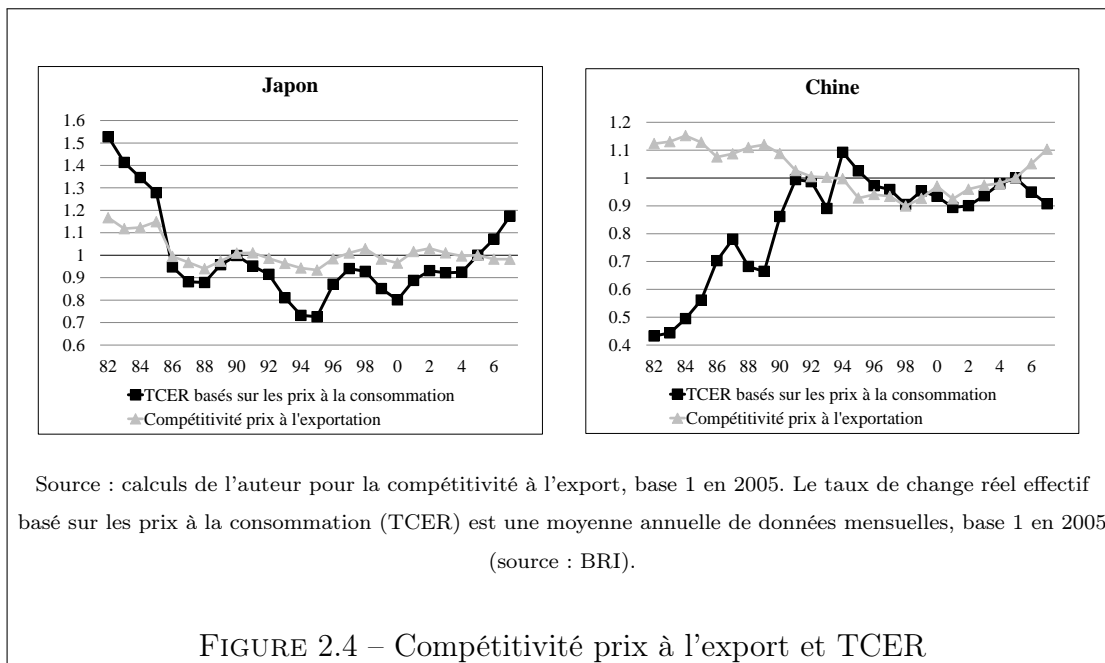 Japon
1.6
1.5
1.4
1.3
1.2
1.1
1
0.9
0.8
0.7
0.6
82 84 86 88 90 92 94 96 98 0 2 4 6
TCER basés sur les prix à la consommation
Compétitivité prix à l'exportation
Chine
1.2
1.1
1
0.9
0.8
0.7
0.6
0.5
0.4
82 84 86 88 90 92 94 96 98 0 2 4 6
TCER basés sur les prix à la consommation
Compétitivité prix à l'exportation
Source : calculs de l'auteur pour la compétitivité à l'export, base 1 en 2005. Le taux de change réel effectif
basé sur les prix à la consommation (TCER) est une moyenne annuelle de données mensuelles, base 1 en 2005
(source : BRI).
FIGURE 2.4 – Compétitivité prix à l'export et TCER